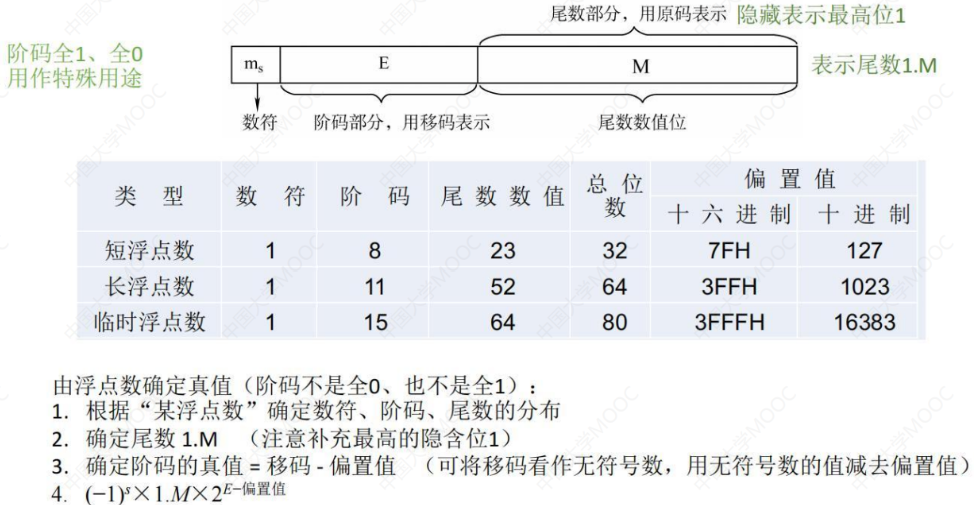 尾数部分，用原码表示 隐藏表示最高位1
阶码全1、全0
用作特殊用途
mₛ E M
表示尾数1.M
数符 阶码部分，用移码表示 尾数数值位
类 型 数 符 阶 码 尾数数值 总位数 偏置值
十六进制 十进制
短浮点数 1 8 23 32 7FH 127
长浮点数 1 11 52 64 3FFH 1023
临时浮点数 1 15 64 80 3FFFH 16383
由浮点数确定真值（阶码不是全0、也不是全1）：
1. 根据“某浮点数”确定数符、阶码、尾数的分布
2. 确定尾数 1.M （注意补充最高的隐含位1）
3. 确定阶码的真值 = 移码 - 偏置值 （可将移码看作无符号数，用无符号数的值减去偏置值）
4. (−1)ˢ×1.M×2^{E−偏置值}
中国大学MOOC